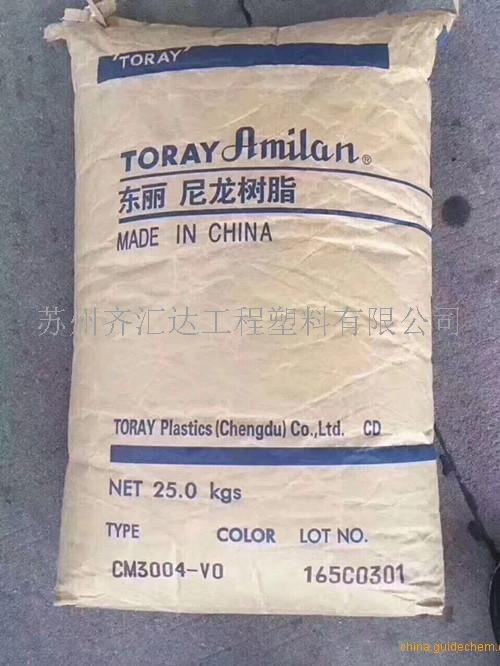 TORAY
TORAY Amilan®
东丽 尼龙树脂
MADE IN CHINA
苏州齐汇达工程塑料有限公司
TORAY Plastics (Chengdu) Co.,Ltd. CD
NET 25.0 kgs
TYPE COLOR LOT NO.
CM3004-V0 165C0301
china.guidechem.c